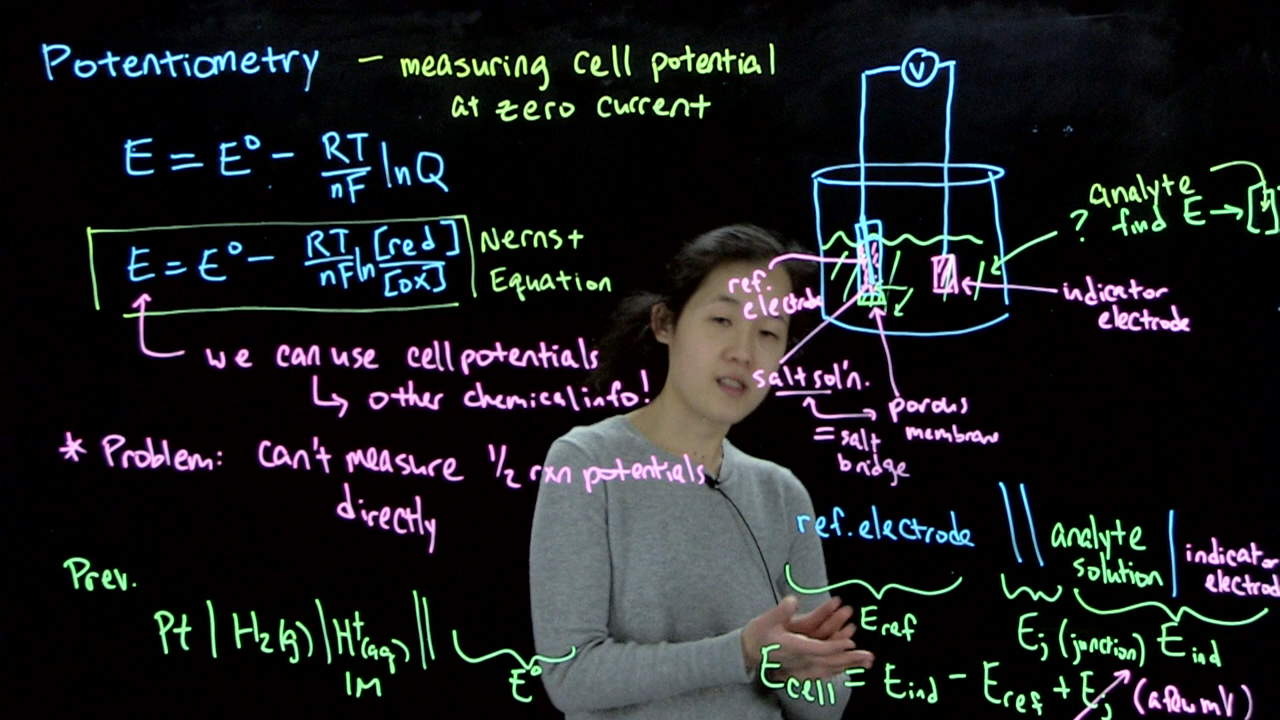 Potentiometry – measuring cell potential
at zero current
E = E° − RT/nF ln Q
E = E° − RT/nF ln [red]/[ox]
Nernst
Equation
we can use cell potentials
↳ other chemical info!
* Problem: can't measure ½ rxn potentials
directly
Prev.
Pt | H₂(g) | H⁺(aq) ||
1M
E°
V
analyte
? find E → [ ]
ref.
electrode
indicator
electrode
salt sol'n.
porous
membrane
= salt
bridge
ref. electrode || analyte
solution | indicator
electrode
Eref
Ej (junction) Eind
Ecell = Eind − Eref + Ej (a few mV)